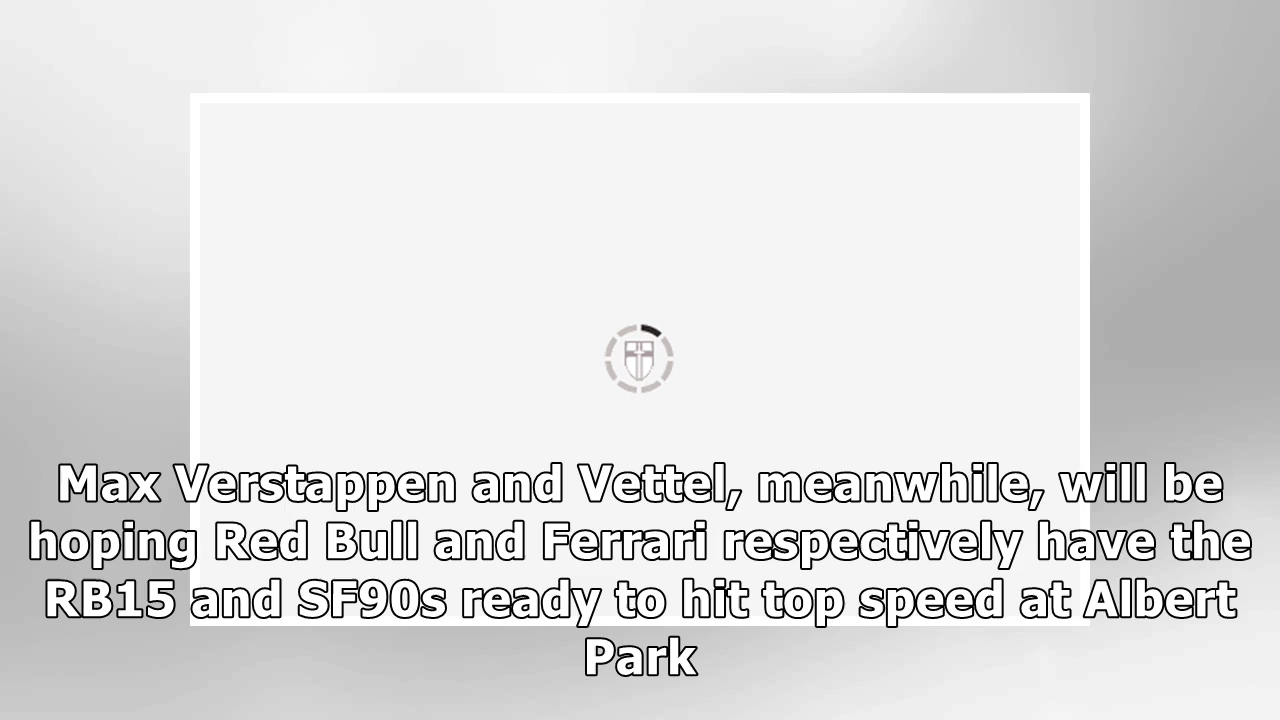 Max Verstappen and Vettel, meanwhile, will be
hoping Red Bull and Ferrari respectively have the
RB15 and SF90s ready to hit top speed at Albert
Park